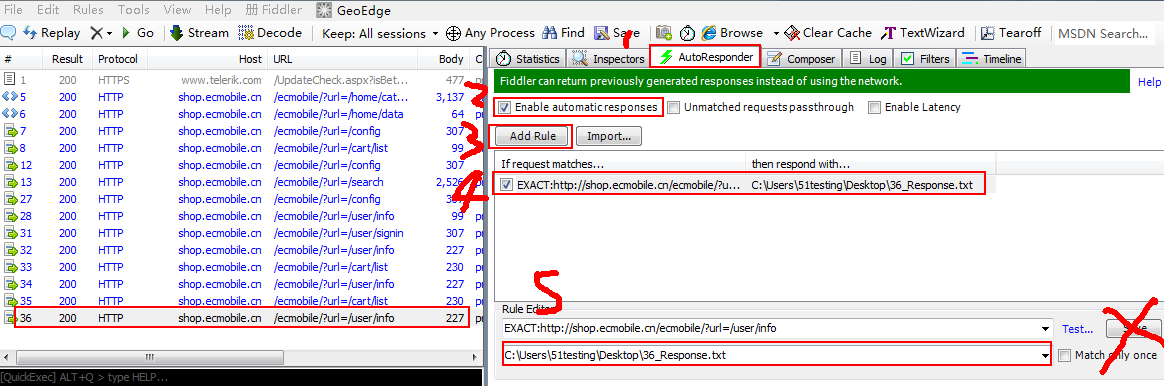 File Edit Rules Tools View Help Fiddler GeoEdge
Replay Go Stream Decode Keep: All sessions Any Process Find Save Browse Clear Cache TextWizard Tearoff MSDN Search...
# Result Protocol Host URL Body
1 200 HTTPS www.telerik.com /UpdateCheck.aspx?isBet... 477
5 200 HTTP shop.ecmobile.cn /ecmobile/?url=/home/cat... 3,137
6 200 HTTP shop.ecmobile.cn /ecmobile/?url=/home/data 64
7 200 HTTP shop.ecmobile.cn /ecmobile/?url=/config 307
8 200 HTTP shop.ecmobile.cn /ecmobile/?url=/cart/list 99
12 200 HTTP shop.ecmobile.cn /ecmobile/?url=/config 307
13 200 HTTP shop.ecmobile.cn /ecmobile/?url=/search 2,526
27 200 HTTP shop.ecmobile.cn /ecmobile/?url=/config 307
28 200 HTTP shop.ecmobile.cn /ecmobile/?url=/user/info 99
31 200 HTTP shop.ecmobile.cn /ecmobile/?url=/user/signin 307
32 200 HTTP shop.ecmobile.cn /ecmobile/?url=/user/info 227
33 200 HTTP shop.ecmobile.cn /ecmobile/?url=/cart/list 230
34 200 HTTP shop.ecmobile.cn /ecmobile/?url=/user/info 227
35 200 HTTP shop.ecmobile.cn /ecmobile/?url=/cart/list 230
36 200 HTTP shop.ecmobile.cn /ecmobile/?url=/user/info 227
[QuickExec] ALT+Q > type HELP...
1
Statistics Inspectors AutoResponder Composer Log Filters Timeline
Fiddler can return previously generated responses instead of using the network.
Help
2
Enable automatic responses Unmatched requests passthrough Enable Latency
3
Add Rule Import...
If request matches... then respond with...
4
EXACT:http://shop.ecmobile.cn/ecmobile/?u... C:\Users\51testing\Desktop\36_Response.txt
5
Rule Editor
EXACT:http://shop.ecmobile.cn/ecmobile/?url=/user/info Test... Save
C:\Users\51testing\Desktop\36_Response.txt Match only once